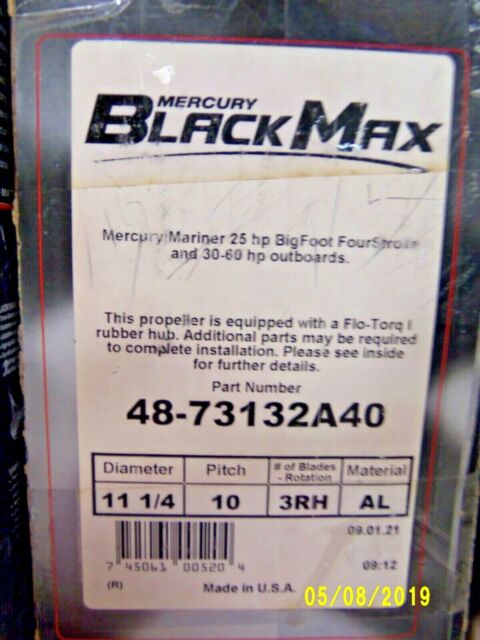 MERCURY
BLACKMAX
Mercury/Mariner 25 hp BigFoot FourStroke
and 30-60 hp outboards.
This propeller is equipped with a Flo-Torq I
rubber hub. Additional parts may be required
to complete installation. Please see inside
for further details.
Part Number
48-73132A40
Diameter Pitch # of Blades - Rotation Material
11 1/4 10 3RH AL
09.01.21
09:12
7 45061 00520 4
(R) Made in U.S.A.
05/08/2019